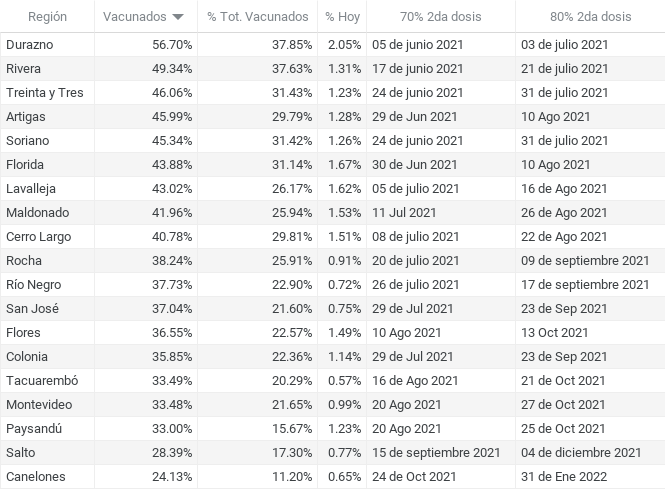 Región Vacunados % Tot. Vacunados % Hoy 70% 2da dosis 80% 2da dosis
Durazno 56.70% 37.85% 2.05% 05 de junio 2021 03 de julio 2021
Rivera 49.34% 37.63% 1.31% 17 de junio 2021 21 de julio 2021
Treinta y Tres 46.06% 31.43% 1.23% 24 de junio 2021 31 de julio 2021
Artigas 45.99% 29.79% 1.28% 29 de Jun 2021 10 Ago 2021
Soriano 45.34% 31.42% 1.26% 24 de junio 2021 31 de julio 2021
Florida 43.88% 31.14% 1.67% 30 de Jun 2021 10 Ago 2021
Lavalleja 43.02% 26.17% 1.62% 05 de julio 2021 16 de Ago 2021
Maldonado 41.96% 25.94% 1.53% 11 Jul 2021 26 de Ago 2021
Cerro Largo 40.78% 29.81% 1.51% 08 de julio 2021 22 de Ago 2021
Rocha 38.24% 25.91% 0.91% 20 de julio 2021 09 de septiembre 2021
Río Negro 37.73% 22.90% 0.72% 26 de julio 2021 17 de septiembre 2021
San José 37.04% 21.60% 0.75% 29 de Jul 2021 23 de Sep 2021
Flores 36.55% 22.57% 1.49% 10 Ago 2021 13 Oct 2021
Colonia 35.85% 22.36% 1.14% 29 de Jul 2021 23 de Sep 2021
Tacuarembó 33.49% 20.29% 0.57% 16 de Ago 2021 21 de Oct 2021
Montevideo 33.48% 21.65% 0.99% 20 Ago 2021 27 de Oct 2021
Paysandú 33.00% 15.67% 1.23% 20 de Ago 2021 25 de Oct 2021
Salto 28.39% 17.30% 0.77% 15 de septiembre 2021 04 de diciembre 2021
Canelones 24.13% 11.20% 0.65% 24 de Oct 2021 31 de Ene 2022